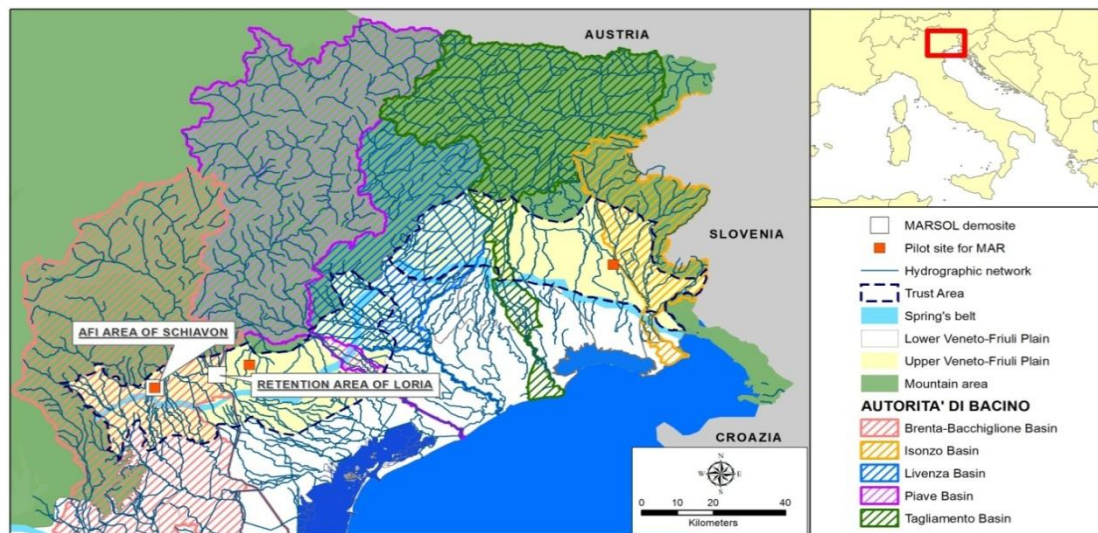 AUSTRIA
SLOVENIA
CROAZIA
AFI AREA OF SCHIAVON
RETENTION AREA OF LORIA
N
W E
S
0 10 20 40
Kilometers
MARSOL demosite
Pilot site for MAR
Hydrographic network
Trust Area
Spring's belt
Lower Veneto-Friuli Plain
Upper Veneto-Friuli Plain
Mountain area
AUTORITA' DI BACINO
Brenta-Bacchiglione Basin
Isonzo Basin
Livenza Basin
Piave Basin
Tagliamento Basin